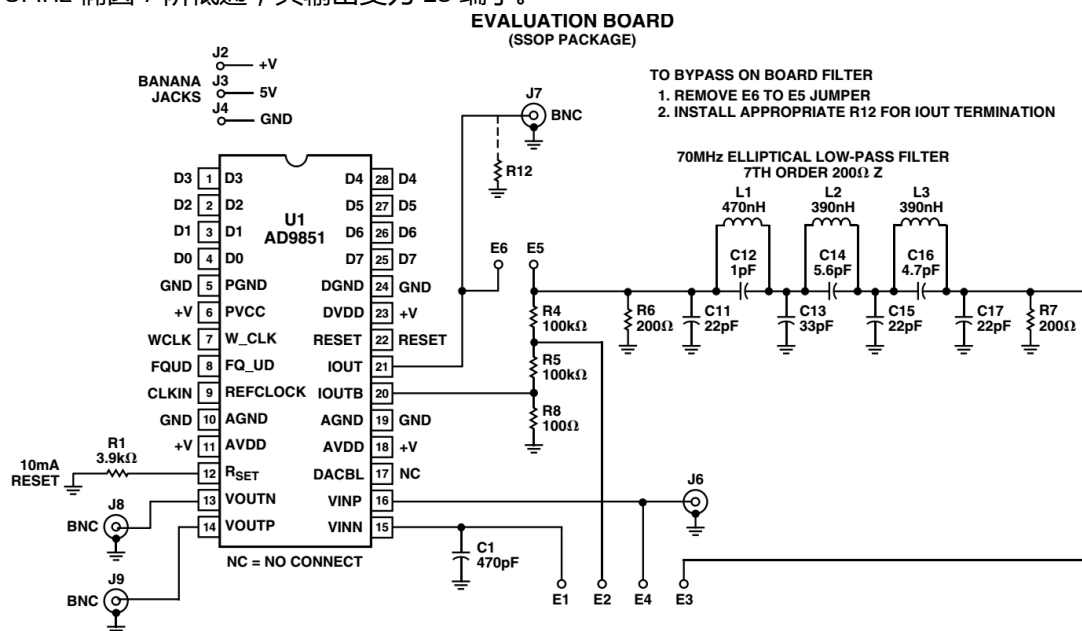 EVALUATION BOARD
(SSOP PACKAGE)
J2
+V
BANANA JACKS
J3
5V
J4
GND
J7
BNC
R12
TO BYPASS ON BOARD FILTER
1. REMOVE E6 TO E5 JUMPER
2. INSTALL APPROPRIATE R12 FOR IOUT TERMINATION
70MHz ELLIPTICAL LOW-PASS FILTER
7TH ORDER 200Ω Z
L1
470nH
L2
390nH
L3
390nH
C12
1pF
C14
5.6pF
C16
4.7pF
U1
AD9851
D3 1 D3
D2 2 D2
D1 3 D1
D0 4 D0
GND 5 PGND
+V 6 PVCC
WCLK 7 W_CLK
FQUD 8 FQ_UD
CLKIN 9 REFCLOCK
GND 10 AGND
+V 11 AVDD
12 RSET
13 VOUTN
14 VOUTP
D4 28 D4
D5 27 D5
D6 26 D6
D7 25 D7
DGND 24 GND
DVDD 23 +V
RESET 22 RESET
IOUT 21
IOUTB 20
AGND 19 GND
AVDD 18 +V
DACBL 17 NC
VINP 16
VINN 15
NC = NO CONNECT
R1
3.9kΩ
10mA
RESET
J8
BNC
J9
BNC
E6
E5
R4
100kΩ
R5
100kΩ
R8
100Ω
R6
200Ω
C11
22pF
C13
33pF
C15
22pF
C17
22pF
R7
200Ω
J6
C1
470pF
E1
E2
E4
E3